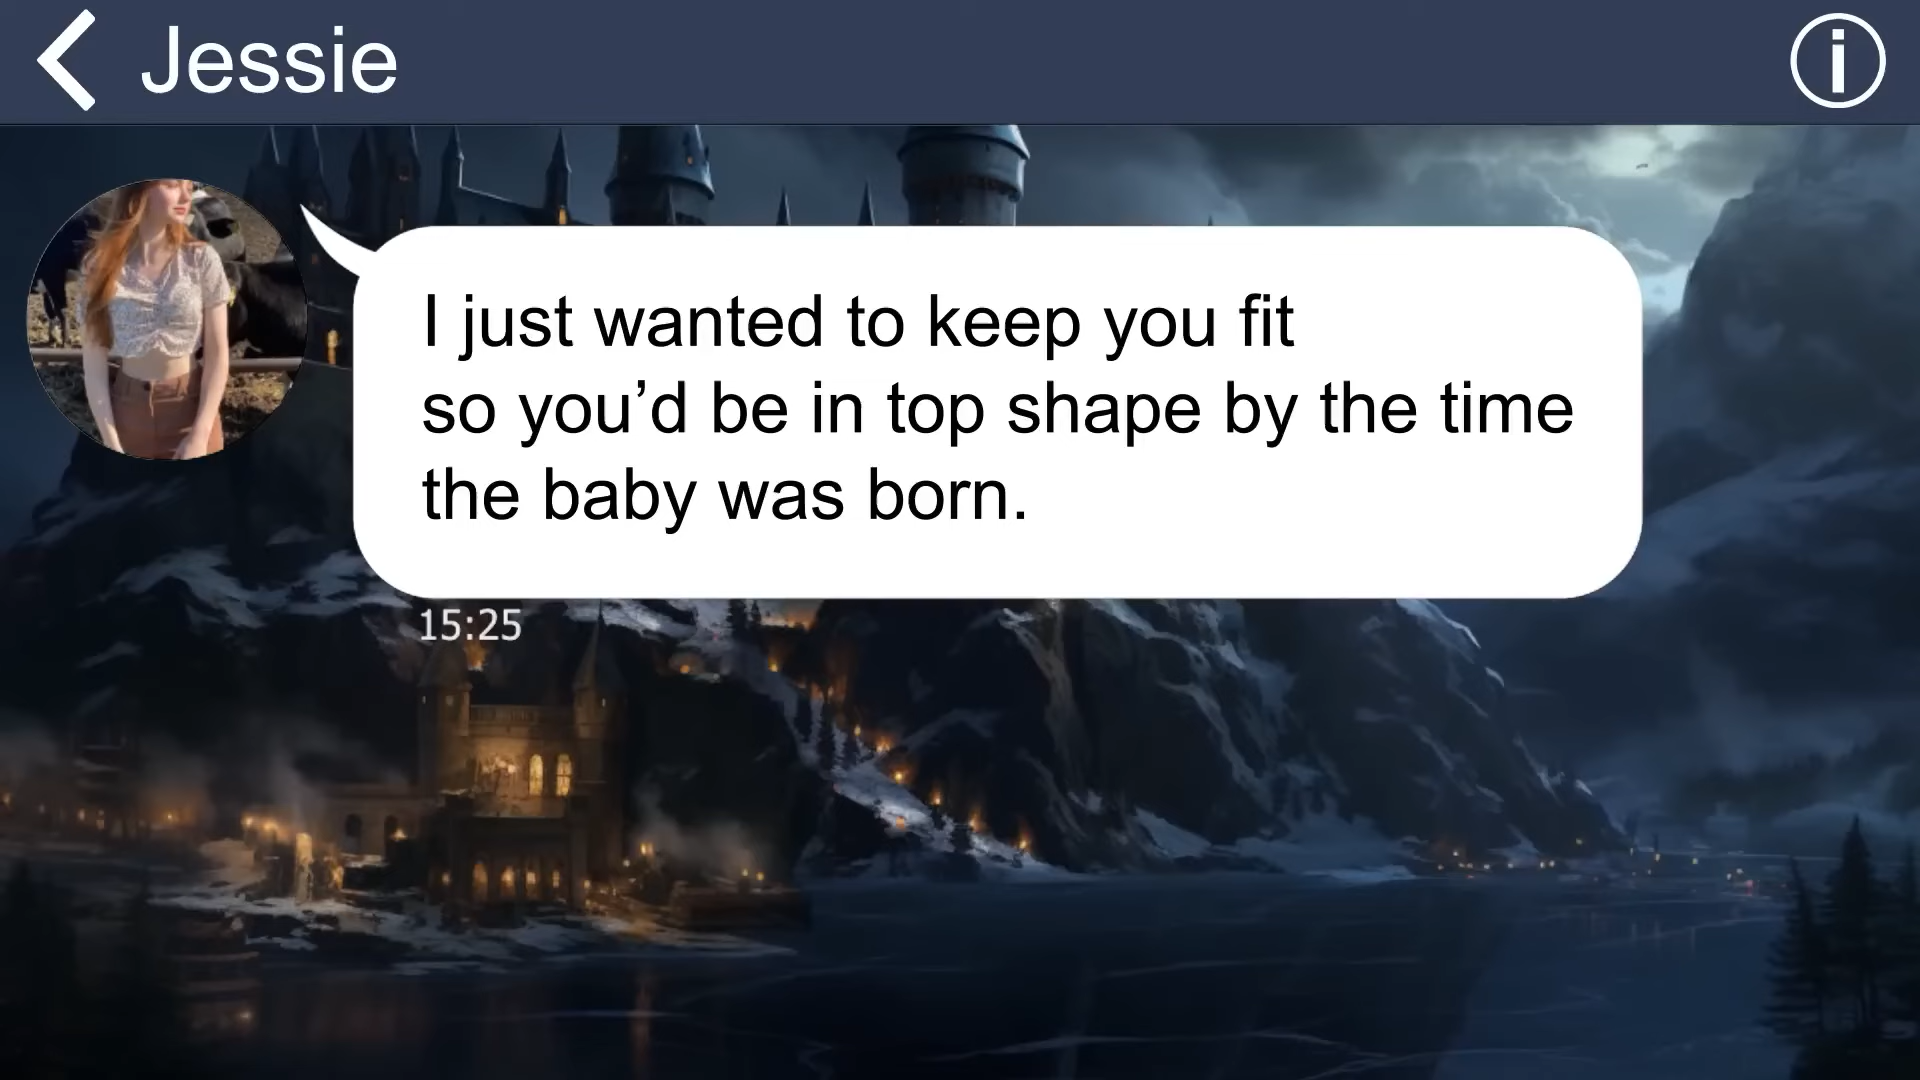 Jessie
I just wanted to keep you fit
so you’d be in top shape by the time
the baby was born.
15:25